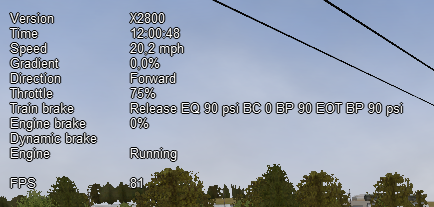 Version X2800
Time 12:00:48
Speed 20,2 mph
Gradient 0,0%
Direction Forward
Throttle 75%
Train brake Release EQ 90 psi BC 0 BP 90 EOT BP 90 psi
Engine brake 0%
Dynamic brake
Engine Running
FPS 81